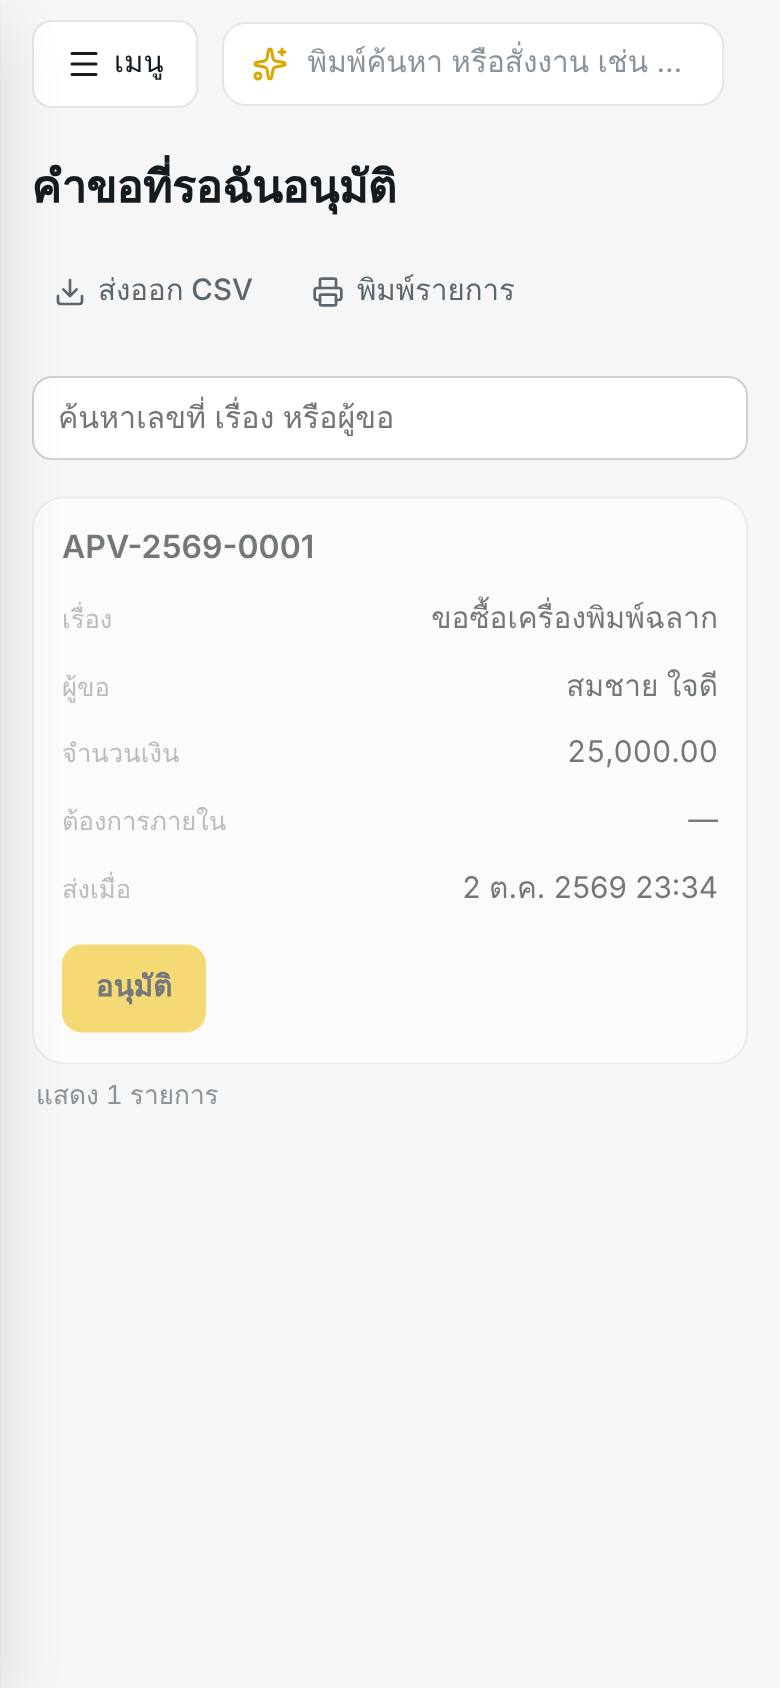 เมนู
พิมพ์ค้นหา หรือสั่งงาน เช่น ...
คำขอที่รอฉันอนุมัติ
ส่งออก CSV
พิมพ์รายการ
ค้นหาเลขที่ เรื่อง หรือผู้ขอ
APV-2569-0001
เรื่อง ขอซื้อเครื่องพิมพ์ฉลาก
ผู้ขอ สมชาย ใจดี
จำนวนเงิน 25,000.00
ต้องการภายใน —
ส่งเมื่อ 2 ต.ค. 2569 23:34
อนุมัติ
แสดง 1 รายการ